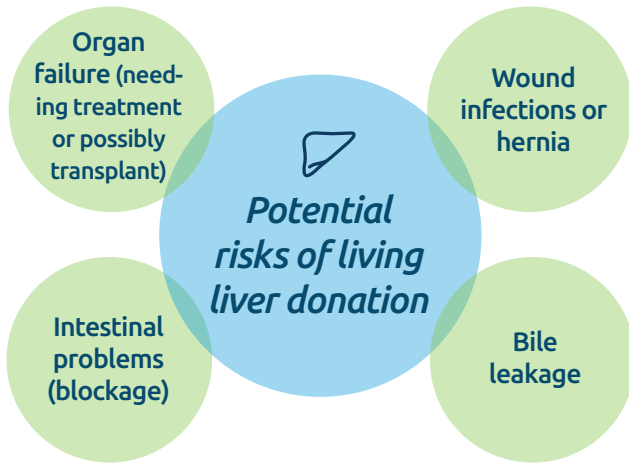 Organ
failure (need-
ing treatment
or possibly
transplant)
Wound
infections or
hernia
Potential
risks of living
liver donation
Intestinal
problems
(blockage)
Bile
leakage